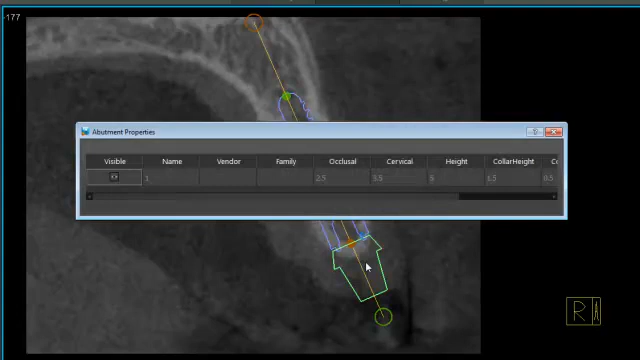 -177
Abutment Properties
Visible Name Vendor Family Occlusal Cervical Height CollarHeight
1 2.5 3.5 5 1.5 0.5
R A